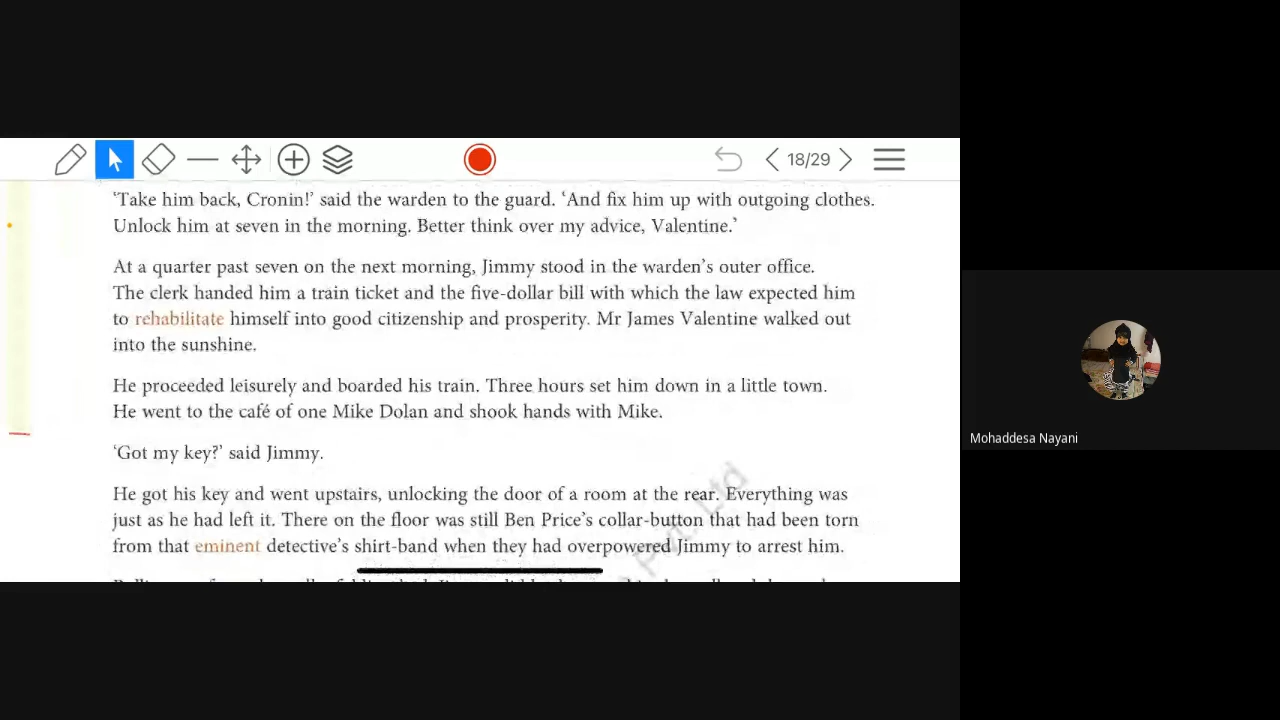 18/29
‘Take him back, Cronin!’ said the warden to the guard. ‘And fix him up with outgoing clothes.
Unlock him at seven in the morning. Better think over my advice, Valentine.’
At a quarter past seven on the next morning, Jimmy stood in the warden’s outer office.
The clerk handed him a train ticket and the five-dollar bill with which the law expected him
to rehabilitate himself into good citizenship and prosperity. Mr James Valentine walked out
into the sunshine.
He proceeded leisurely and boarded his train. Three hours set him down in a little town.
He went to the café of one Mike Dolan and shook hands with Mike.
‘Got my key?’ said Jimmy.
He got his key and went upstairs, unlocking the door of a room at the rear. Everything was
just as he had left it. There on the floor was still Ben Price’s collar-button that had been torn
from that eminent detective’s shirt-band when they had overpowered Jimmy to arrest him.
Pvt Ltd
Mohaddesa Nayani